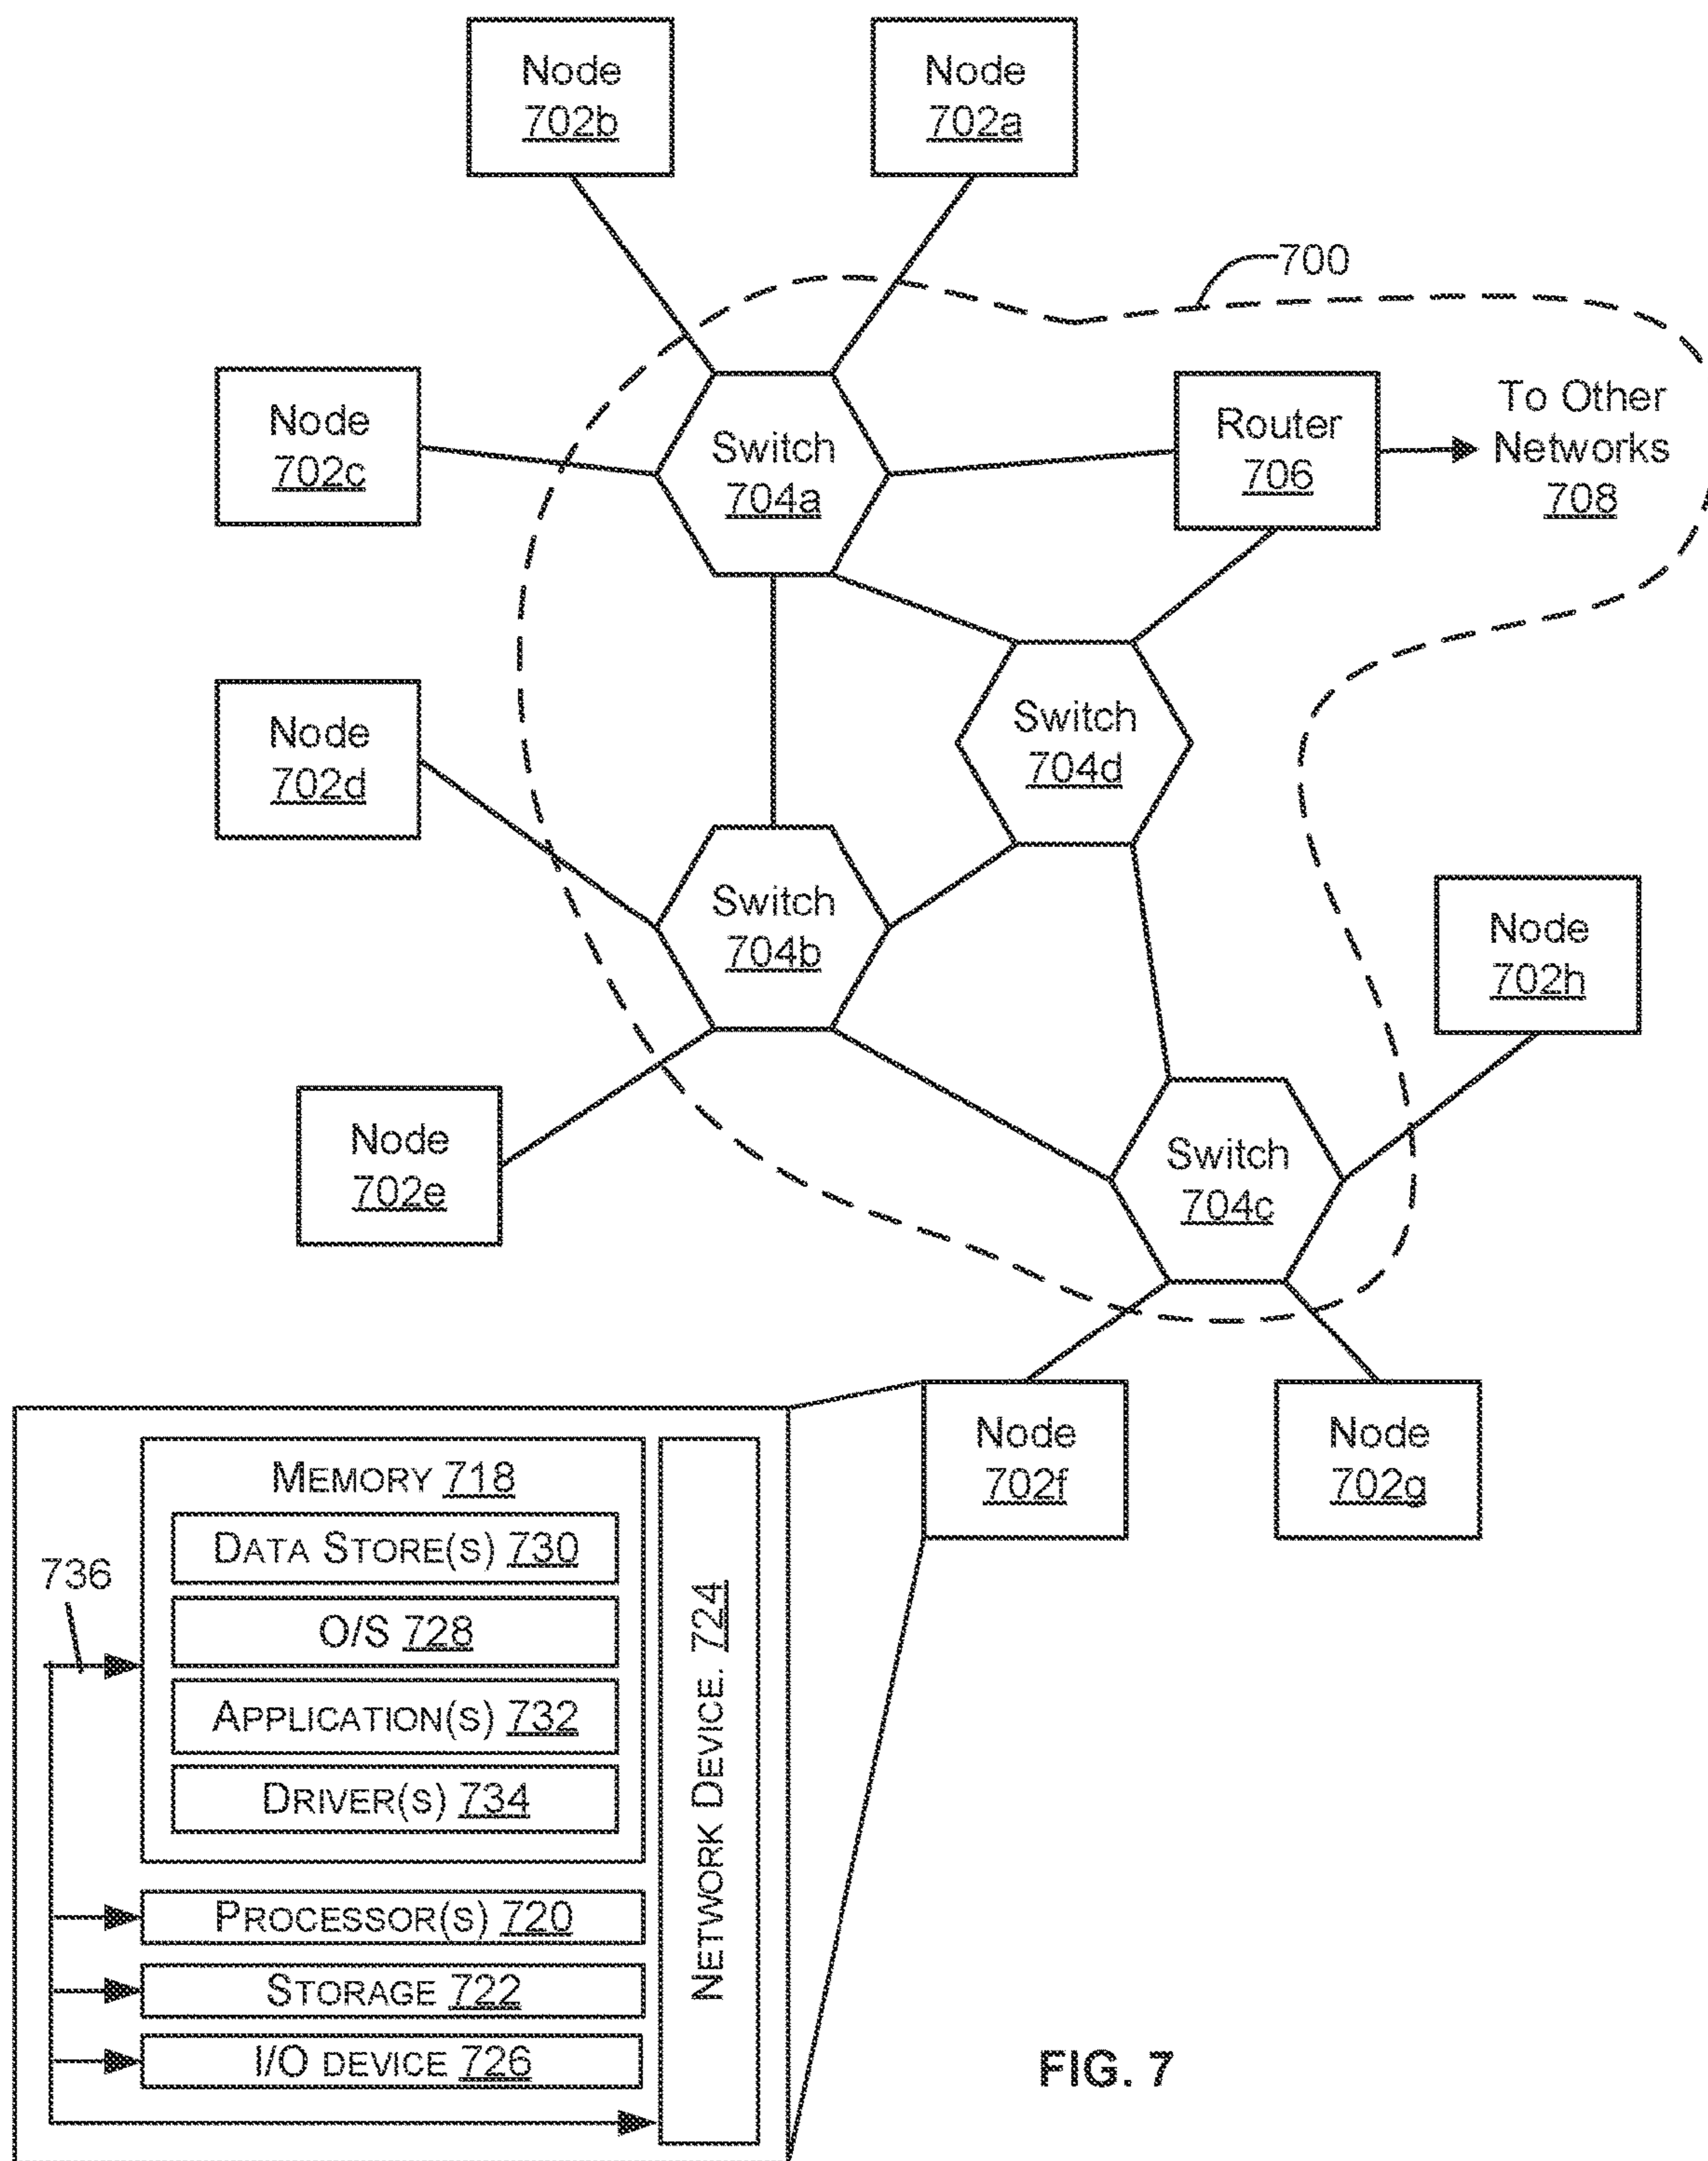 Node
702b
Node
702a
700
Node
702c
Switch
704a
Router
706
To Other
Networks
708
Node
702d
Switch
704d
Switch
704b
Node
702h
Node
702e
Switch
704c
Node
702f
Node
702g
MEMORY 718
DATA STORE(S) 730
736
O/S 728
APPLICATION(S) 732
DRIVER(S) 734
PROCESSOR(S) 720
STORAGE 722
I/O DEVICE 726
NETWORK DEVICE. 724
FIG. 7